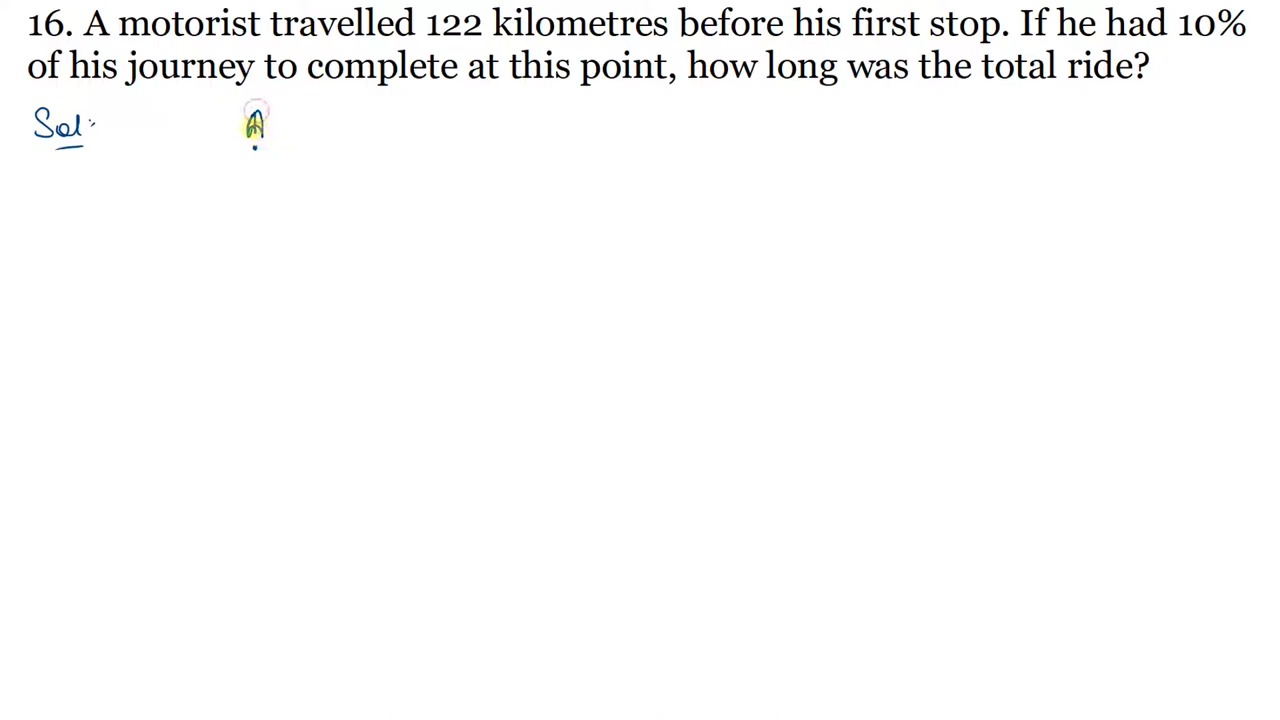 16. A motorist travelled 122 kilometres before his first stop. If he had 10%
of his journey to complete at this point, how long was the total ride?
Sol: A